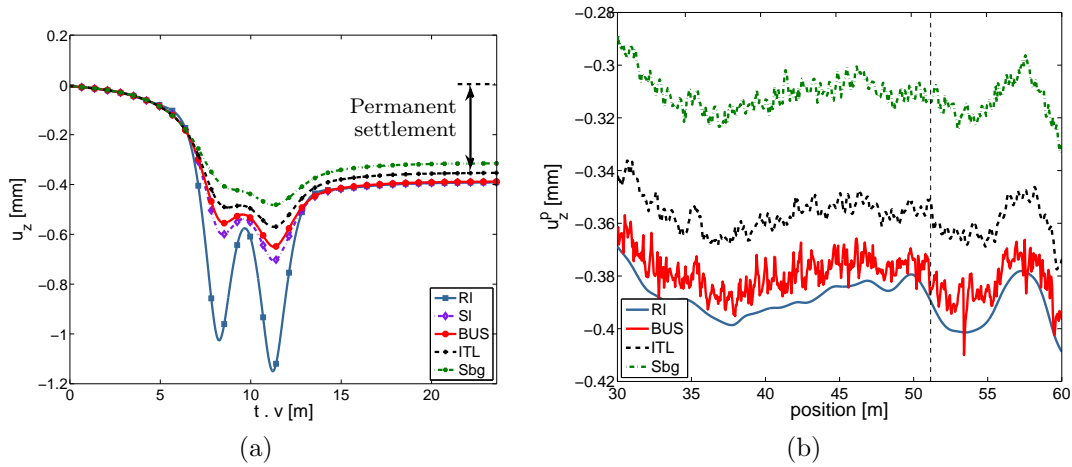 0.2
0
−0.2
−0.4
−0.6
−0.8
−1
−1.2
0 5 10 15 20
u_z [mm]
t . v [m]
Permanent
settlement
RI
SI
BUS
ITL
Sbg
(a)
−0.28
−0.3
−0.32
−0.34
−0.36
−0.38
−0.4
−0.42
30 35 40 45 50 55 60
u_z^p [mm]
position [m]
RI
BUS
ITL
Sbg
(b)